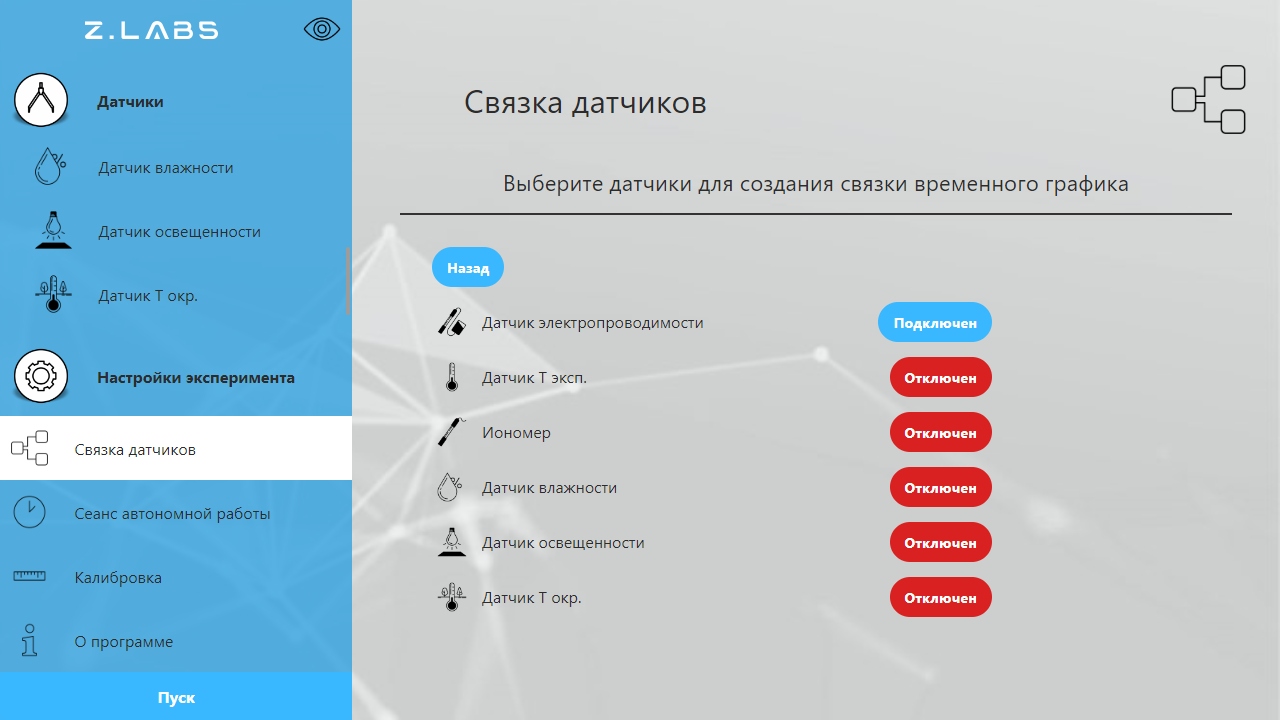 Z.LABS
Датчики
Датчик влажности
Датчик освещенности
Датчик Т окр.
Настройки эксперимента
Связка датчиков
Сеанс автономной работы
Калибровка
О программе
Пуск
Связка датчиков
Выберите датчики для создания связки временного графика
Назад
Датчик электропроводимости Подключен
Датчик Т эксп. Отключен
Иономер Отключен
Датчик влажности Отключен
Датчик освещенности Отключен
Датчик Т окр. Отключен